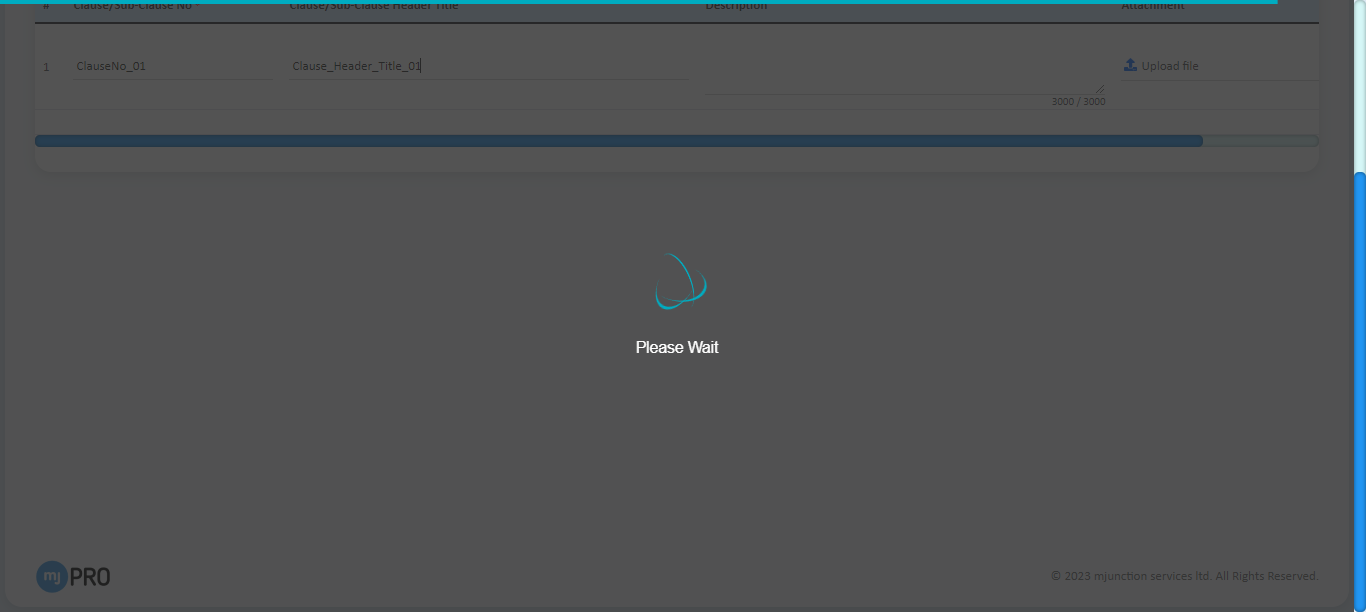 # Clause/Sub-Clause No * Clause/Sub-Clause Header Title Description Attachment
1 ClauseNo_01 Clause_Header_Title_01 Upload file
3000 / 3000
Please Wait
mj PRO © 2023 mjunction services ltd. All Rights Reserved.